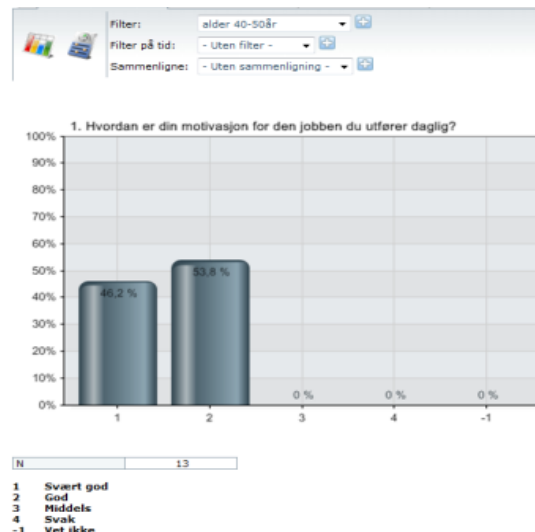 Filter: alder 40-50år
Filter på tid: - Uten filter -
Sammenligne: - Uten sammenligning -
1. Hvordan er din motivasjon for den jobben du utfører daglig?
100%
90%
80%
70%
60%
50%
40%
30%
20%
10%
0%
46,2 %
53,8 %
0 %
0 %
0 %
1 2 3 4 -1
N 13
1 Svært god
2 God
3 Middels
4 Svak
-1 Vet ikke